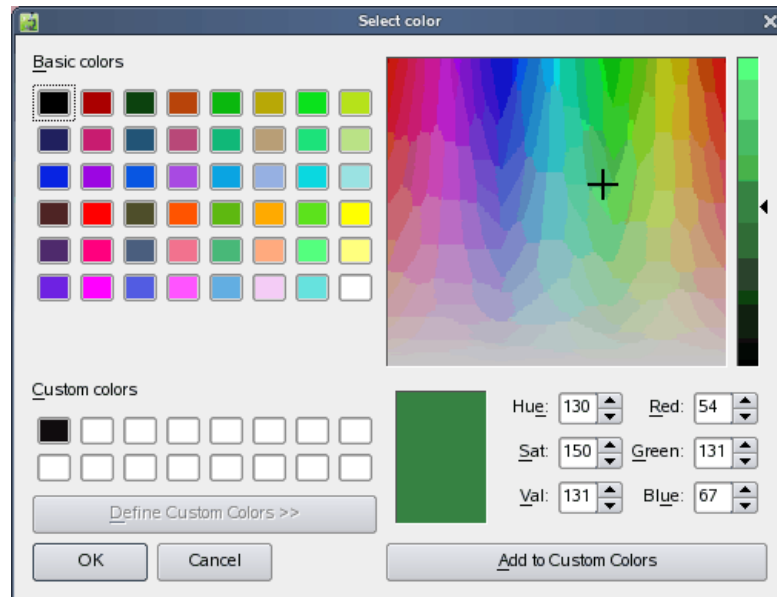 Select color
Basic colors
Custom colors
Define Custom Colors >>
OK Cancel
Hue: 130 Red: 54
Sat: 150 Green: 131
Val: 131 Blue: 67
Add to Custom Colors